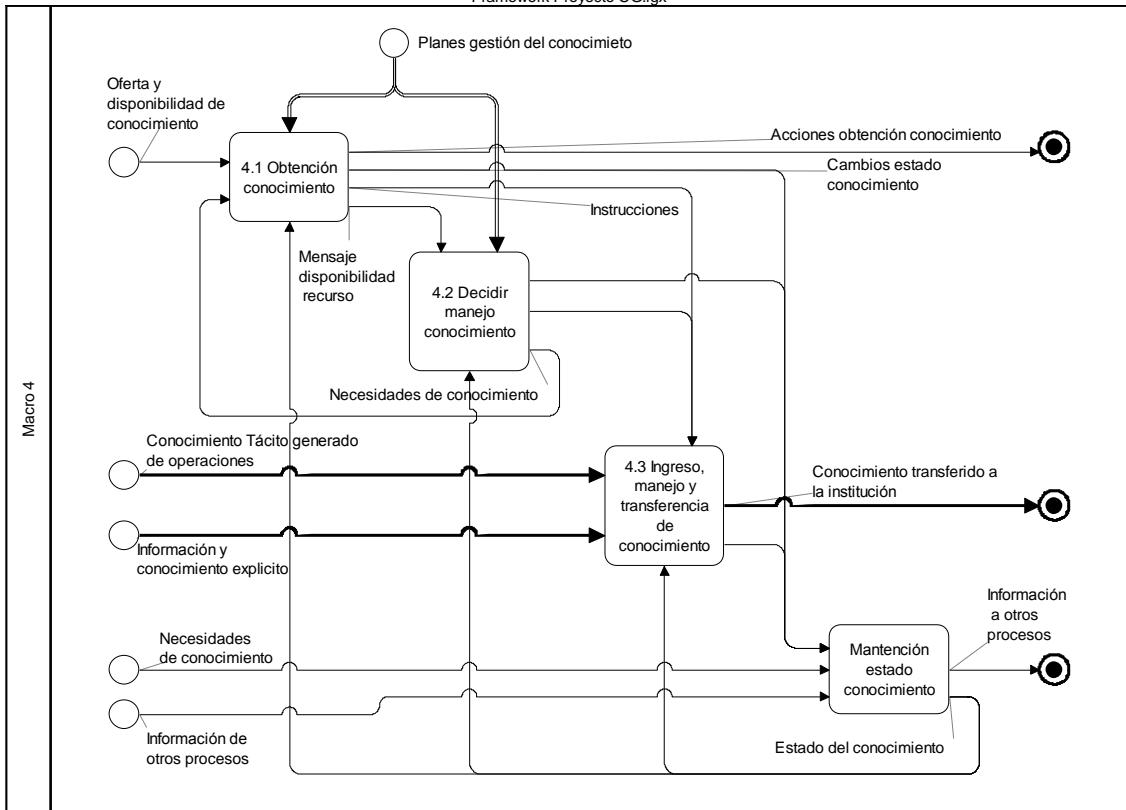 Planes gestión del conocimieto
Oferta y
disponibilidad de
conocimiento
Acciones obtención conocimiento
4.1 Obtención
conocimiento
Cambios estado
conocimiento
Instrucciones
Mensaje
disponibilidad
recurso
4.2 Decidir
manejo
conocimiento
Necesidades de conocimiento
Macro 4
Conocimiento Tácito generado
de operaciones
4.3 Ingreso,
manejo y
transferencia
de
conocimiento
Conocimiento transferido a
la institución
Información y
conocimiento explicito
Información
a otros
procesos
Necesidades
de conocimiento
Mantención
estado
conocimiento
Información de
otros procesos
Estado del conocimiento